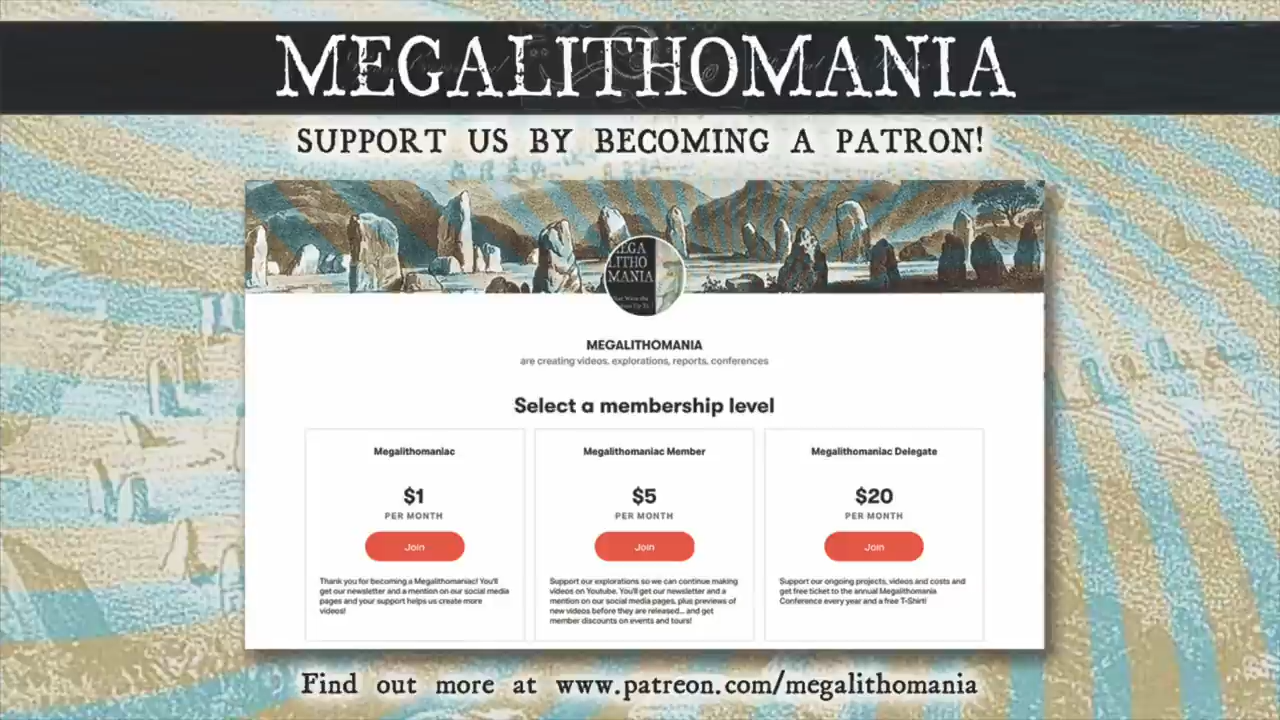 MEGALITHOMANIA
SUPPORT US BY BECOMING A PATRON!
MEGA
LITHO
MANIA
MEGALITHOMANIA
are creating videos, explorations, reports, conferences
Select a membership level
Megalithomaniac
$1
PER MONTH
Join
Thank you for becoming a Megalithomaniac! You'll
get our newsletter and a mention on our social media
pages and your support helps us create more
videos!
Megalithomaniac Member
$5
PER MONTH
Join
Support our explorations so we can continue making
videos on Youtube. You'll get our newsletter and a
mention on our social media pages, plus previews of
new videos before they are released... and get
member discounts on events and tours!
Megalithomaniac Delegate
$20
PER MONTH
Join
Support our ongoing projects, videos and costs and
get free ticket to the annual Megalithomania
Conference every year and a free T-Shirt!
Find out more at www.patreon.com/megalithomania